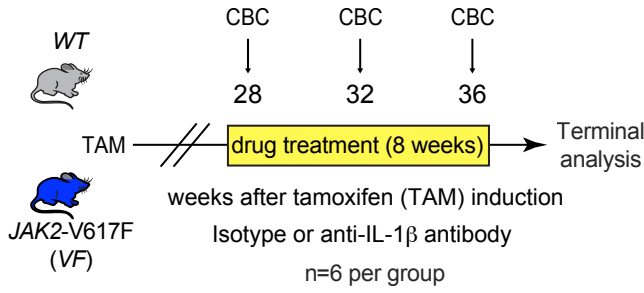 CBC CBC CBC
WT
28 32 36
TAM
drug treatment (8 weeks)
Terminal
analysis
weeks after tamoxifen (TAM) induction
JAK2-V617F
(VF)
Isotype or anti-IL-1β antibody
n=6 per group